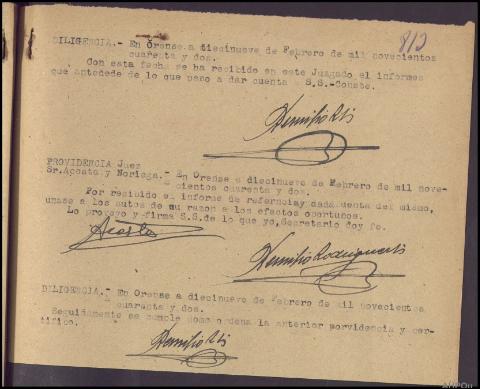 813
DILIGENCIA.- En Orense a diecinueve de Febrero de mil novecientos
cuarenta y dos.
Con esta fecha se ha recibido en este Juzgado el informes
que antecede de lo que paso a dar cuenta a S.S.-Conste.
PROVIDENCIA Juez
Sr.Acosta y Noriega.- En Orense a diecinueve de Febrero de mil nove-
cientos cuarenta y dos.
Por recibido el informe de referencia y dada cuenta del mismo,
unase a los autos de su razon a los efectos oportunos.
Lo proveyo y firma S.S. de lo que yo, Secretario doy fe.
Acosta
DILIGENCIA.- En Orense a diecinueve de Febrero de mil novecientos
cuarenta y dos.
Seguidamente se cumple como ordena la anterior porvidencia y cer-
tifico.